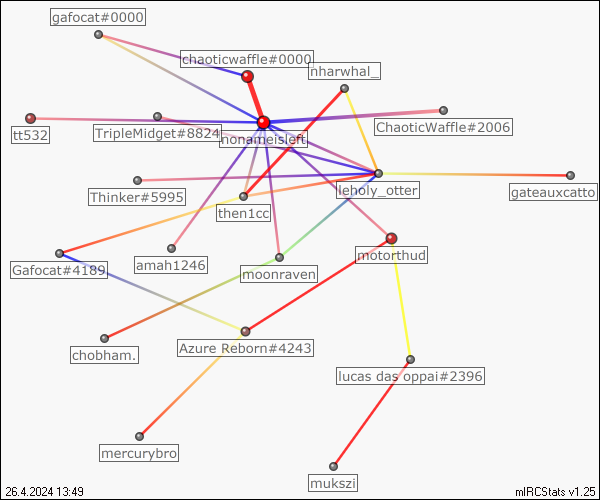 gafocat#0000
chaoticwaffle#0000
nharwhal_
tt532
TripleMidget#8824
nonameisleft
ChaoticWaffle#2006
Thinker#5995
leholy_otter
gateauxcatto
then1cc
Gafocat#4189
amah1246
moonraven
motorthud
chobham.
Azure Reborn#4243
lucas das oppai#2396
mercurybro
mukszi
26.4.2024 13:49
mIRCStats v1.25